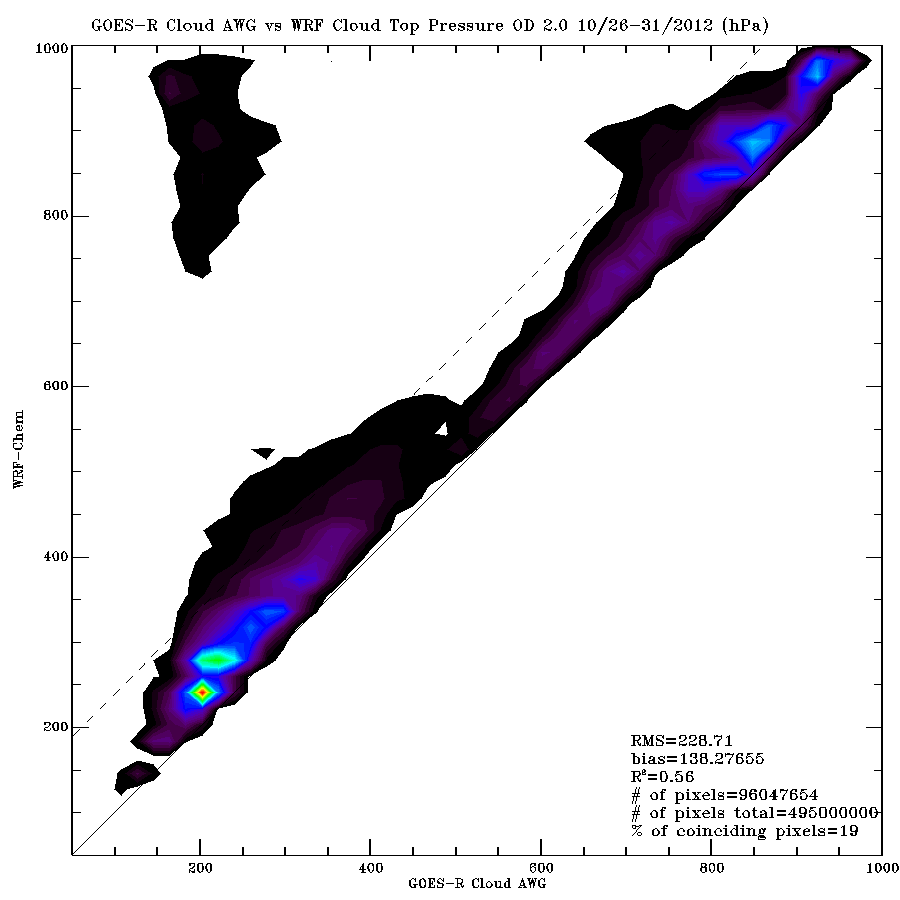 GOES-R Cloud AWG vs WRF Cloud Top Pressure OD 2.0 10/26-31/2012 (hPa)
1000
800
600
400
200
WRF-Chem
RMS=228.71
bias=138.27655
R²=0.56
# of pixels=96047654
# of pixels total=495000000
% of coinciding pixels=19
200 400 600 800 1000
GOES-R Cloud AWG